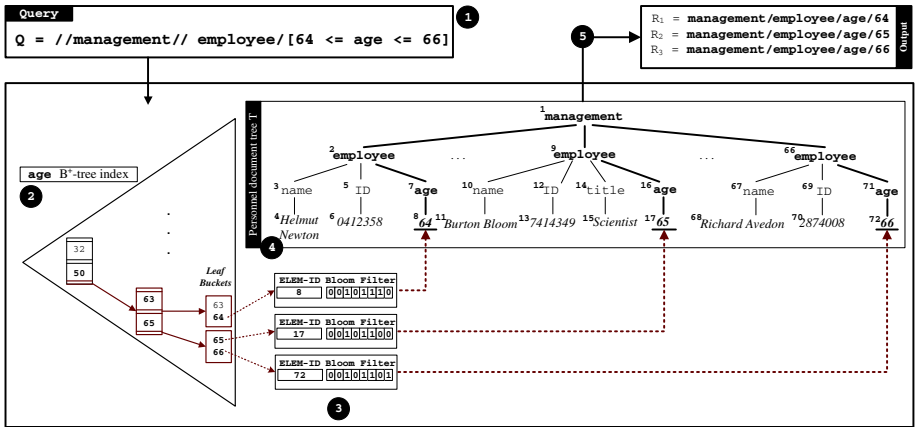 Query
1
Q = //management// employee/[64 <= age <= 66]
5
R1 = management/employee/age/64
R2 = management/employee/age/65
R3 = management/employee/age/66
Output
Personnel document tree T
1 management
2 employee ... 9 employee ... 66 employee
3 name 5 ID 7 age 10 name 12 ID 14 title 16 age 67 name 69 ID 71 age
4 Helmut Newton 6 0412358 8 64 11 Burton Bloom 13 7414349 15 Scientist 17 65 68 Richard Avedon 70 2874008 72 66
4
age B+-tree index
2
32
50
63
65
Leaf Buckets
63
64
65
66
ELEM-ID Bloom Filter
8 00101110
ELEM-ID Bloom Filter
17 00101100
ELEM-ID Bloom Filter
72 00101101
3